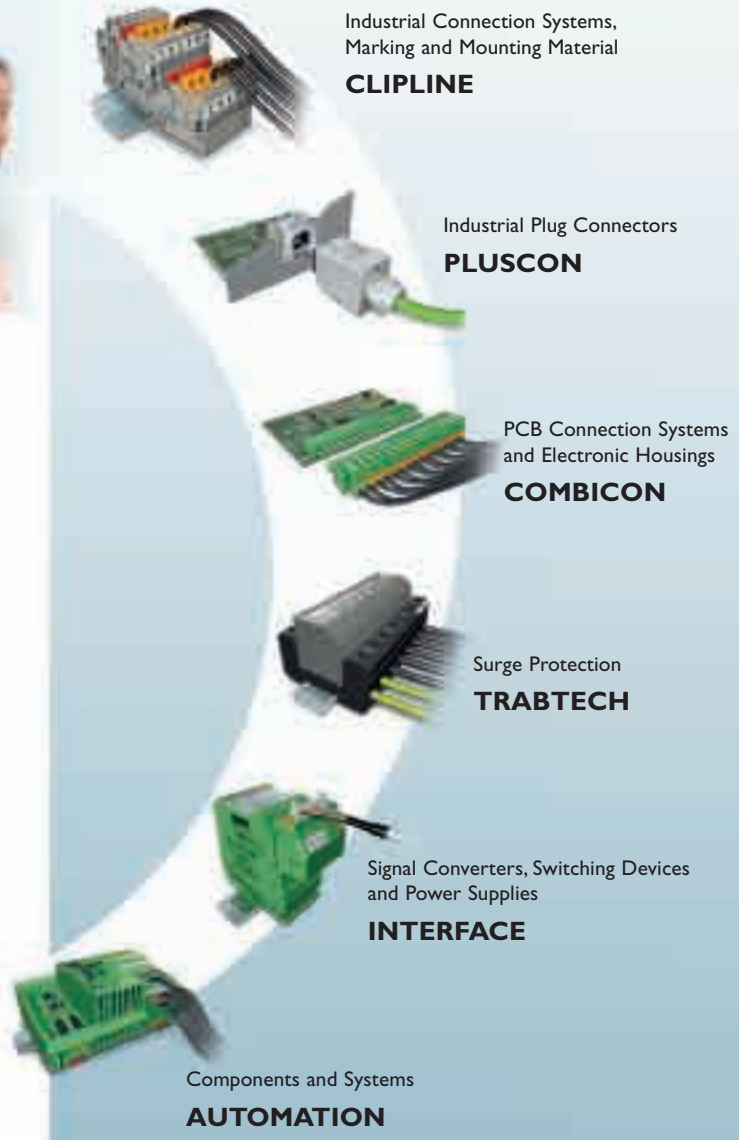 Industrial Connection Systems,
Marking and Mounting Material
CLIPLINE
Industrial Plug Connectors
PLUSCON
PCB Connection Systems
and Electronic Housings
COMBICON
Surge Protection
TRABTECH
Signal Converters, Switching Devices
and Power Supplies
INTERFACE
Components and Systems
AUTOMATION